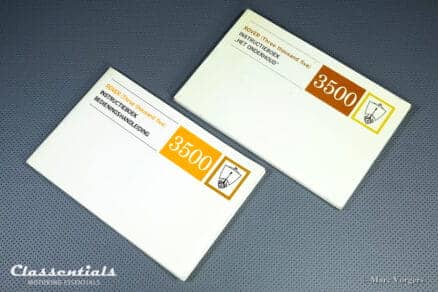 ROVER (Three thousand five)
INSTRUCTIEBOEK
„HET ONDERHOUD"
3500
ROVER (Three thousand five)
INSTRUCTIEBOEK
BEDIENINGSHANDLEIDING
3500
Classentials
MOTORING ESSENTIALS
Marc Vorgers